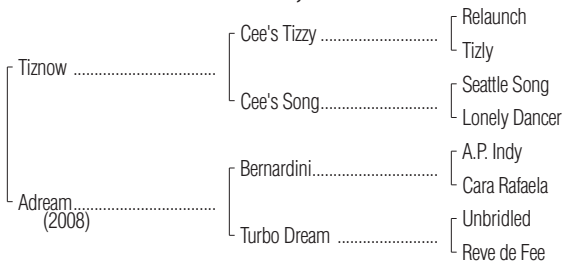 Relaunch
Cee's Tizzy ..............................
Tizly
Tiznow ....................................
Seattle Song
Cee's Song..............................
Lonely Dancer
A.P. Indy
Bernardini................................
Cara Rafaela
Adream....................................
(2008)
Unbridled
Turbo Dream .........................
Reve de Fee